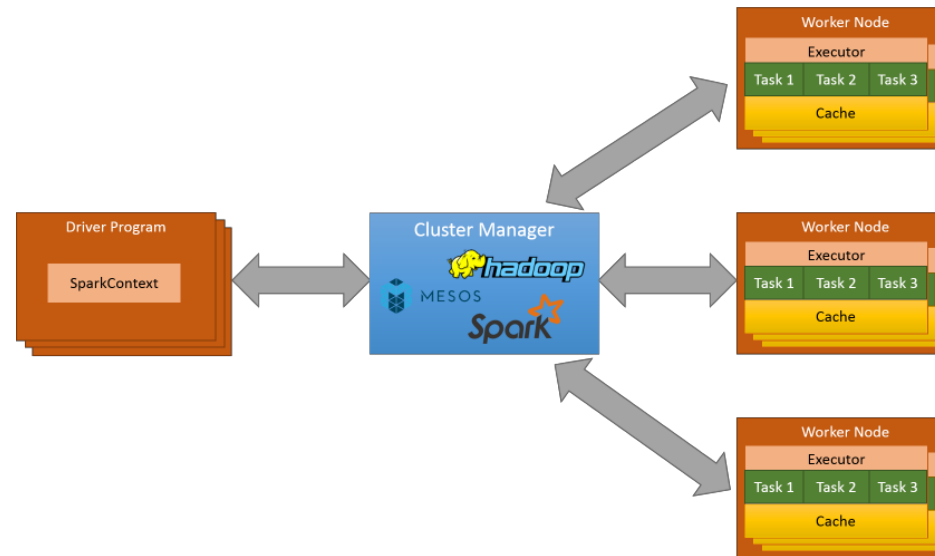 Driver Program
SparkContext
Cluster Manager
hadoop
MESOS
Spark
Worker Node
Executor
Task 1 Task 2 Task 3
Cache
Worker Node
Executor
Task 1 Task 2 Task 3
Cache
Worker Node
Executor
Task 1 Task 2 Task 3
Cache